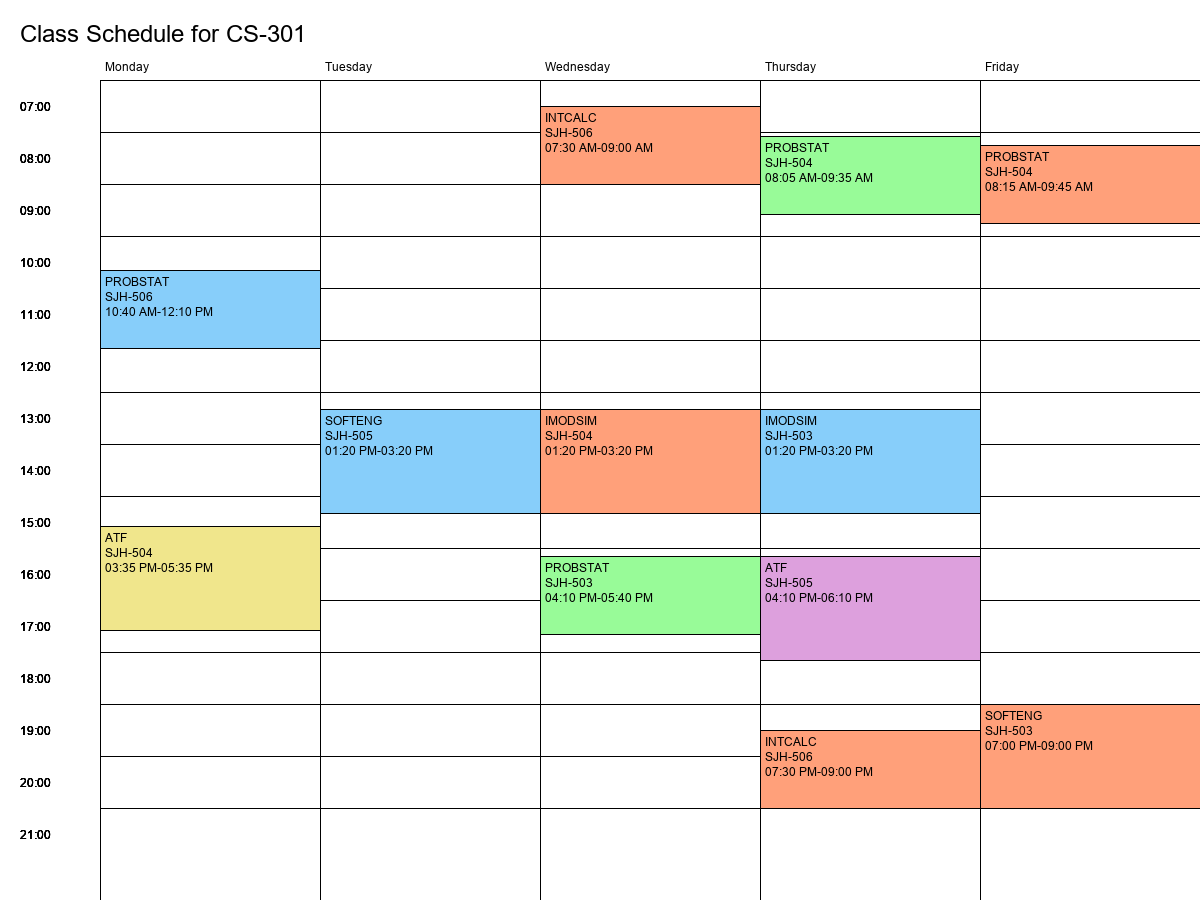 Class Schedule for CS-301
Monday
Tuesday
Wednesday
Thursday
Friday
07:00
08:00
09:00
10:00
11:00
12:00
13:00
14:00
15:00
16:00
17:00
18:00
19:00
20:00
21:00
PROBSTAT
SJH-506
10:40 AM-12:10 PM
ATF
SJH-504
03:35 PM-05:35 PM
SOFTENG
SJH-505
01:20 PM-03:20 PM
INTCALC
SJH-506
07:30 AM-09:00 AM
IMODSIM
SJH-504
01:20 PM-03:20 PM
PROBSTAT
SJH-503
04:10 PM-05:40 PM
PROBSTAT
SJH-504
08:05 AM-09:35 AM
IMODSIM
SJH-503
01:20 PM-03:20 PM
ATF
SJH-505
04:10 PM-06:10 PM
INTCALC
SJH-506
07:30 PM-09:00 PM
PROBSTAT
SJH-504
08:15 AM-09:45 AM
SOFTENG
SJH-503
07:00 PM-09:00 PM